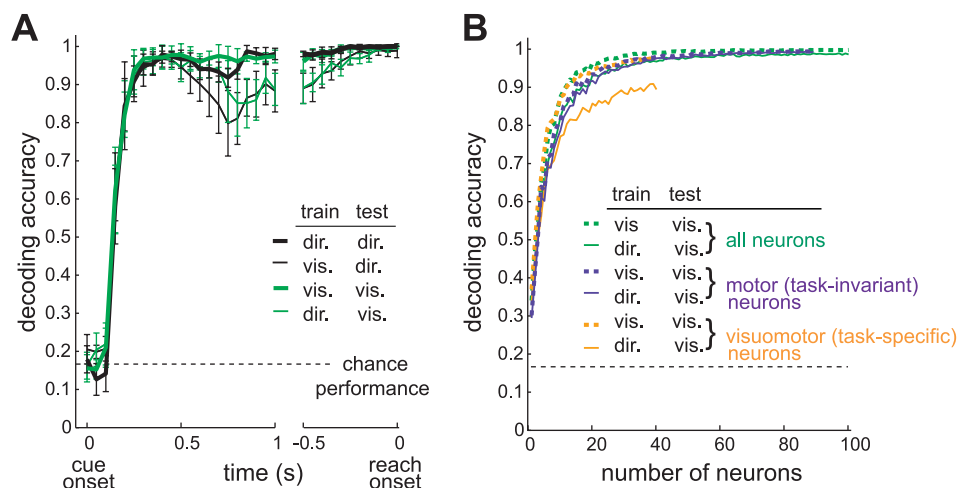 A
decoding accuracy
1
0.9
0.8
0.7
0.6
0.5
0.4
0.3
0.2
0.1
0
train test
dir. dir.
vis. dir.
vis. vis.
dir. vis.
chance
performance
0 0.5 1 -0.5 0
cue
onset
time (s)
reach
onset
B
decoding accuracy
1
0.9
0.8
0.7
0.6
0.5
0.4
0.3
0.2
0.1
0
train test
vis vis.
dir. vis.
} all neurons
vis. vis.
dir. vis.
} motor (task-invariant)
neurons
vis. vis.
dir. vis.
} visuomotor (task-specific)
neurons
0 20 40 60 80 100
number of neurons